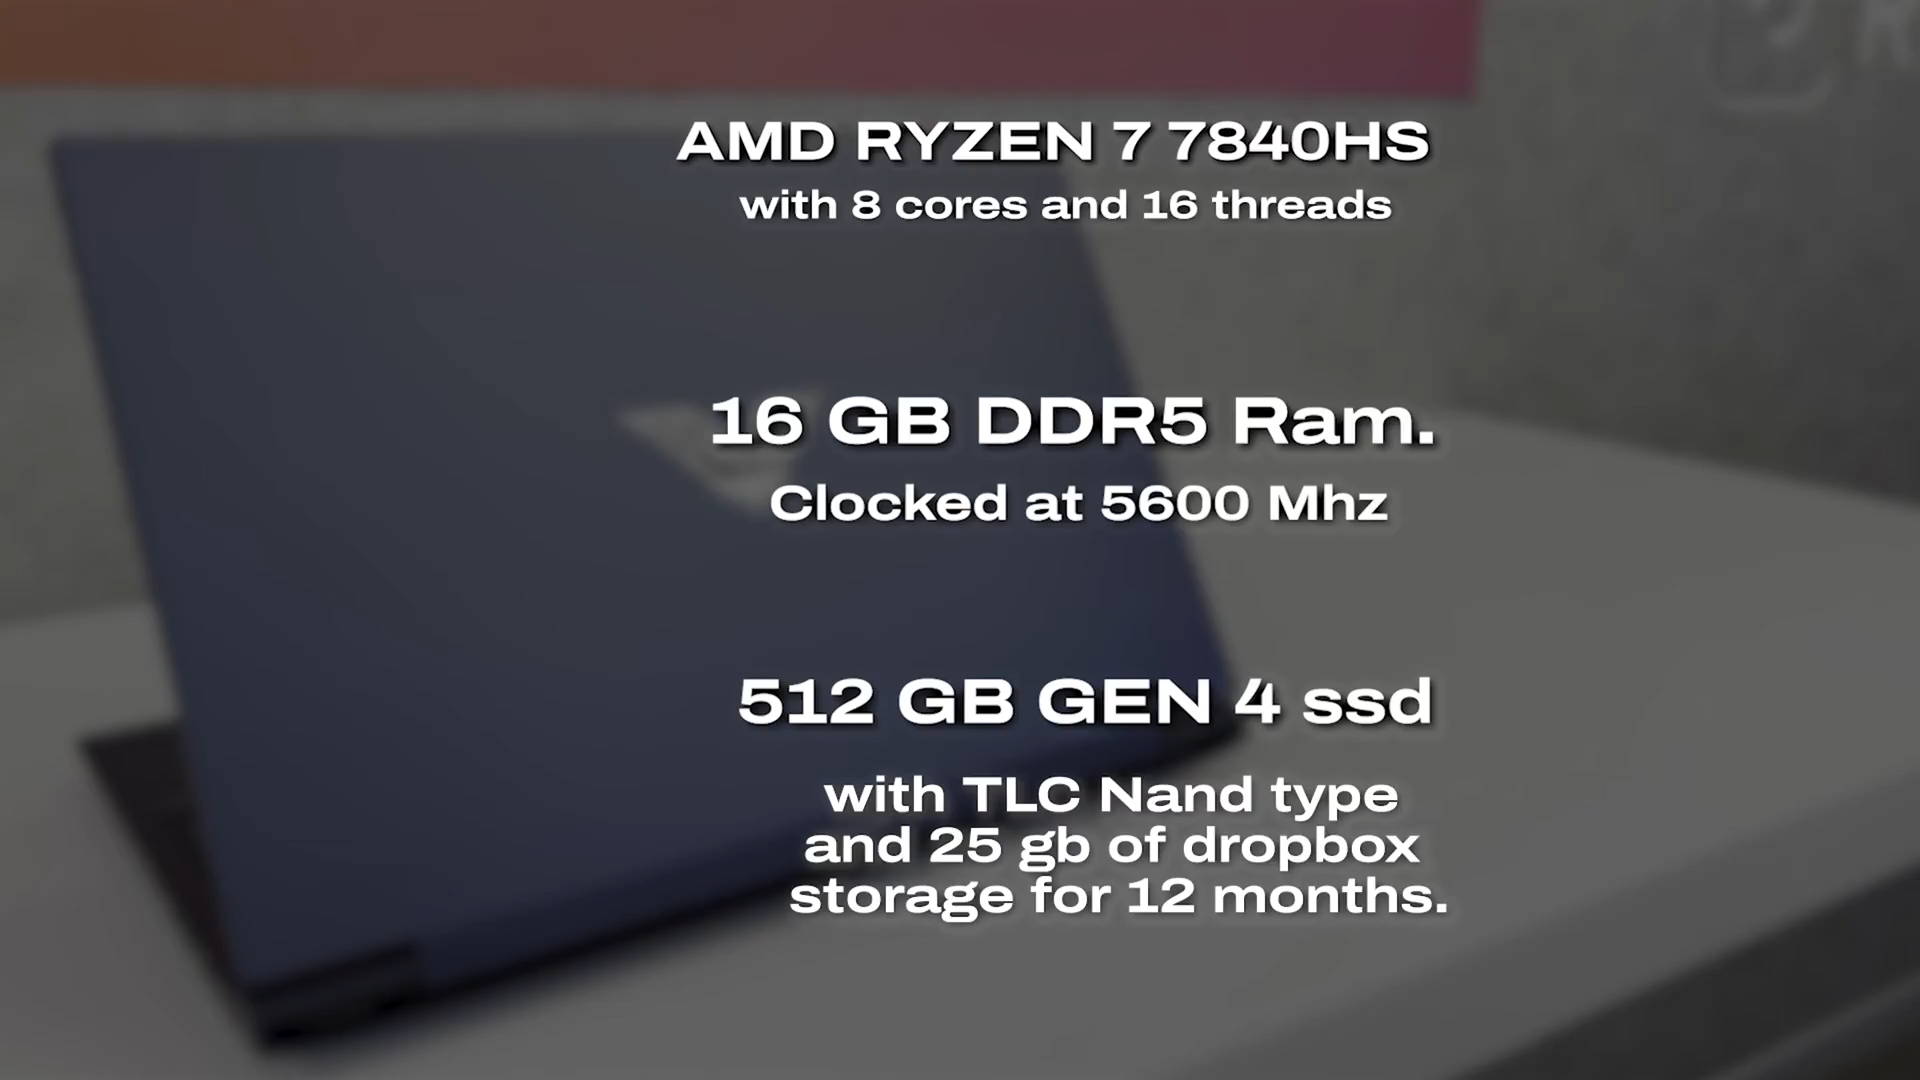 AMD RYZEN 7 7840HS
with 8 cores and 16 threads
16 GB DDR5 Ram.
Clocked at 5600 Mhz
512 GB GEN 4 ssd
with TLC Nand type
and 25 gb of dropbox
storage for 12 months.